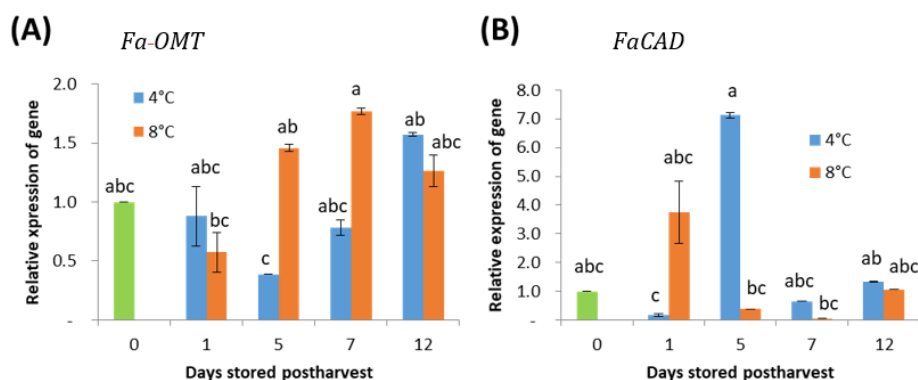 (A) Fa-OMT
Relative xpression of gene
2.0
1.5
1.0
0.5
-
4°C
8°C
abc
abc
bc
c
ab
abc
a
ab
abc
0 1 5 7 12
Days stored postharvest
(B) FaCAD
Relative expression of gene
8.0
7.0
6.0
5.0
4.0
3.0
2.0
1.0
-
4°C
8°C
abc
c
abc
a
bc
abc
bc
ab
abc
0 1 5 7 12
Days stored postharvest